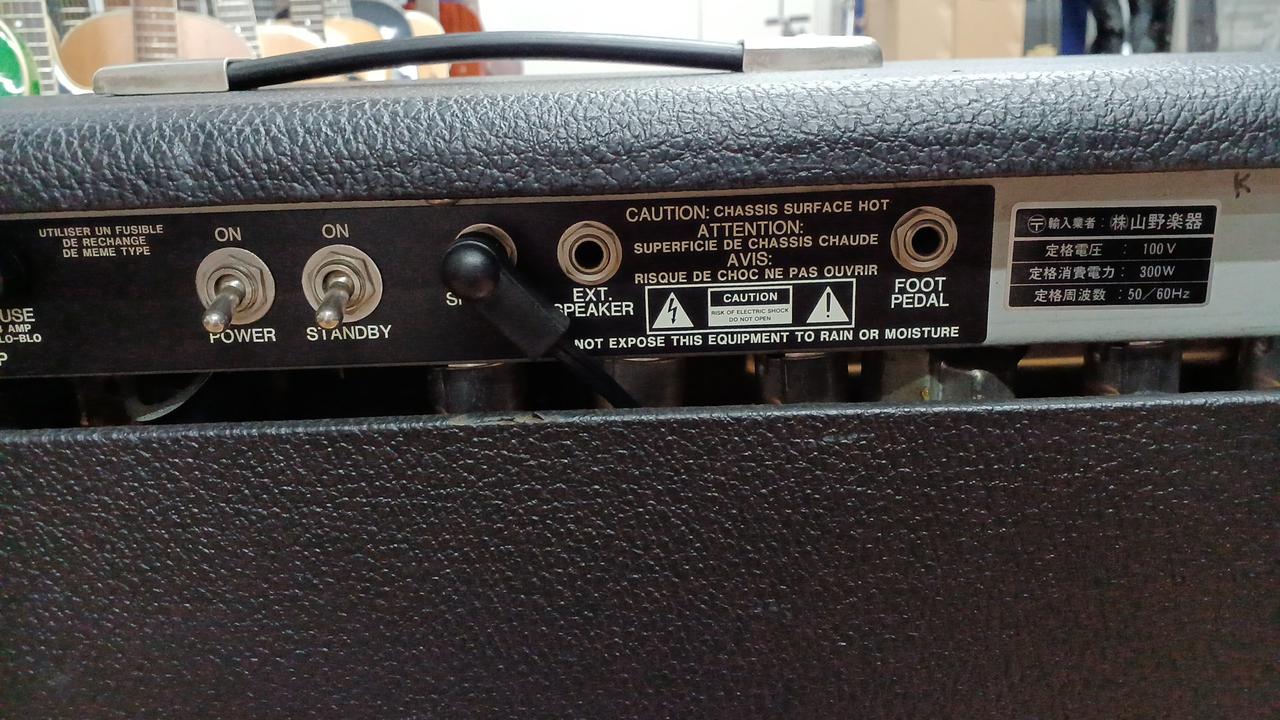 UTILISER UN FUSIBLE
DE RECHANGE
DE MEME TYPE
USE
AMP
LO-BLO
P
ON
POWER
ON
STANDBY
SP
EXT.
SPEAKER
CAUTION: CHASSIS SURFACE HOT
ATTENTION:
SUPERFICIE DE CHASSIS CHAUDE
AVIS:
RISQUE DE CHOC NE PAS OUVRIR
CAUTION
RISK OF ELECTRIC SHOCK
DO NOT OPEN
NOT EXPOSE THIS EQUIPMENT TO RAIN OR MOISTURE
FOOT
PEDAL
〒 輸入業者 : ㈱山野楽器
定格電圧 : 100V
定格消費電力 : 300W
定格周波数 : 50/60Hz
K